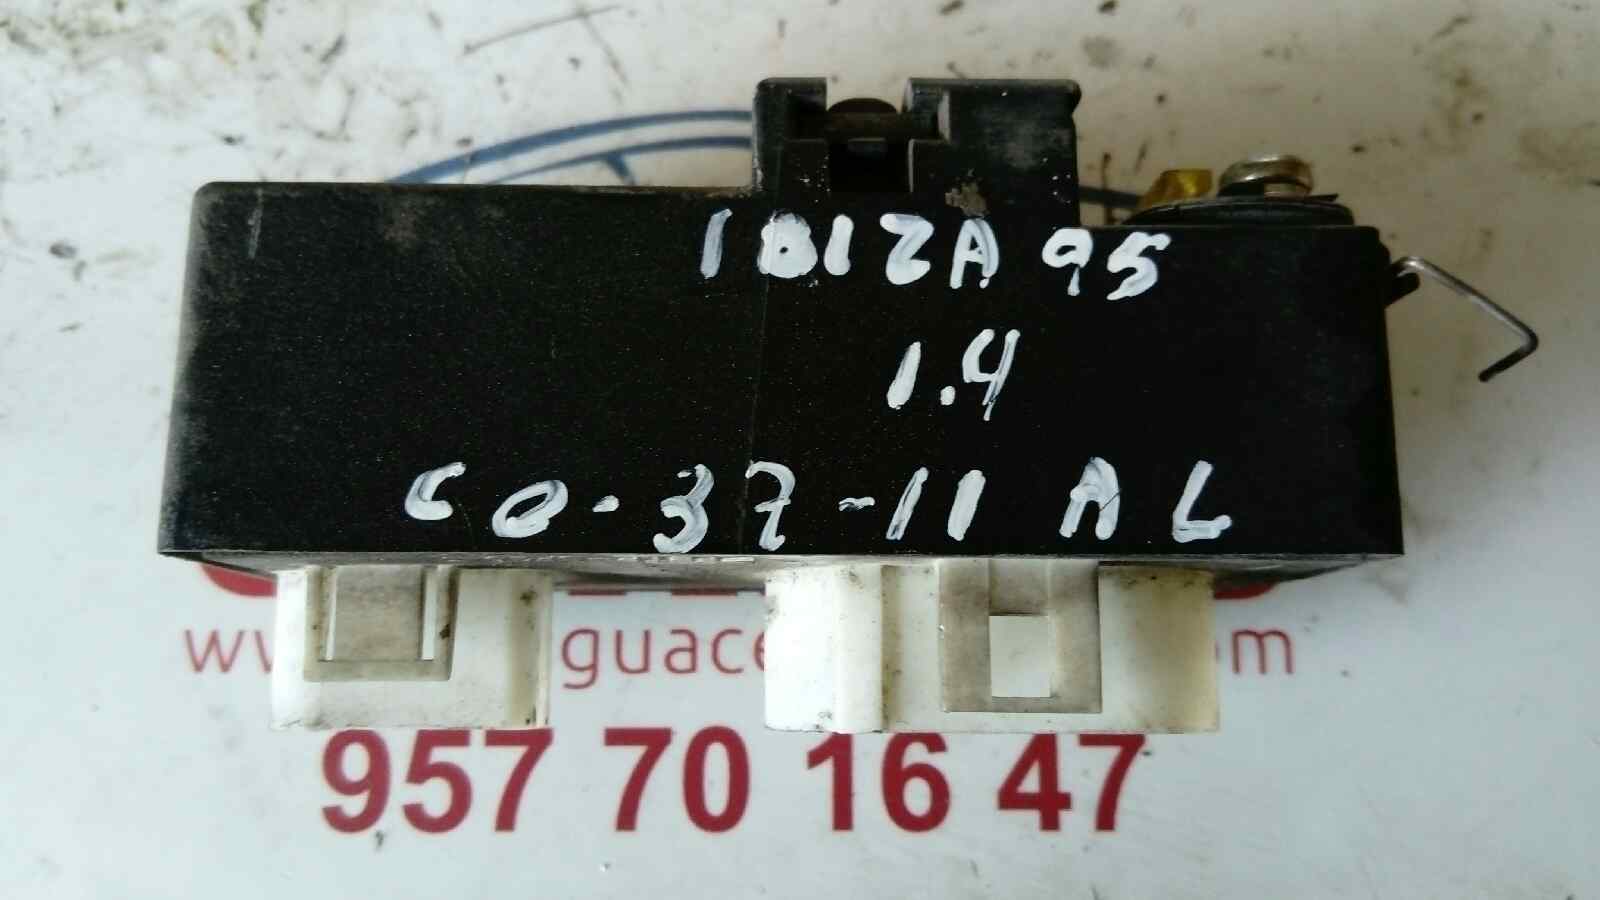 IBIZA 95
1.4
CO-37-11 AL
guace
957 70 16 47